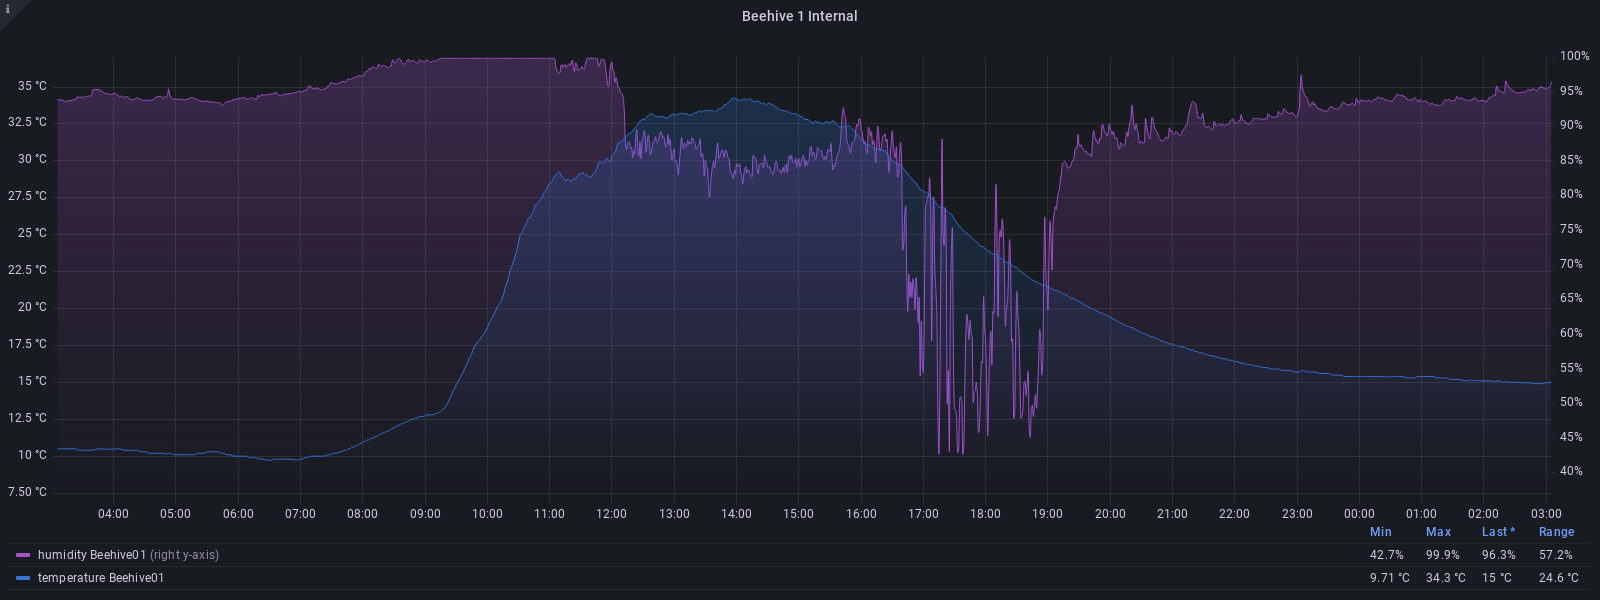 i
Beehive 1 Internal
35 °C
32.5 °C
30 °C
27.5 °C
25 °C
22.5 °C
20 °C
17.5 °C
15 °C
12.5 °C
10 °C
7.50 °C
100%
95%
90%
85%
80%
75%
70%
65%
60%
55%
50%
45%
40%
04:00 05:00 06:00 07:00 08:00 09:00 10:00 11:00 12:00 13:00 14:00 15:00 16:00 17:00 18:00 19:00 20:00 21:00 22:00 23:00 00:00 01:00 02:00 03:00
Min Max Last * Range
humidity Beehive01 (right y-axis) 42.7% 99.9% 96.3% 57.2%
temperature Beehive01 9.71 °C 34.3 °C 15 °C 24.6 °C